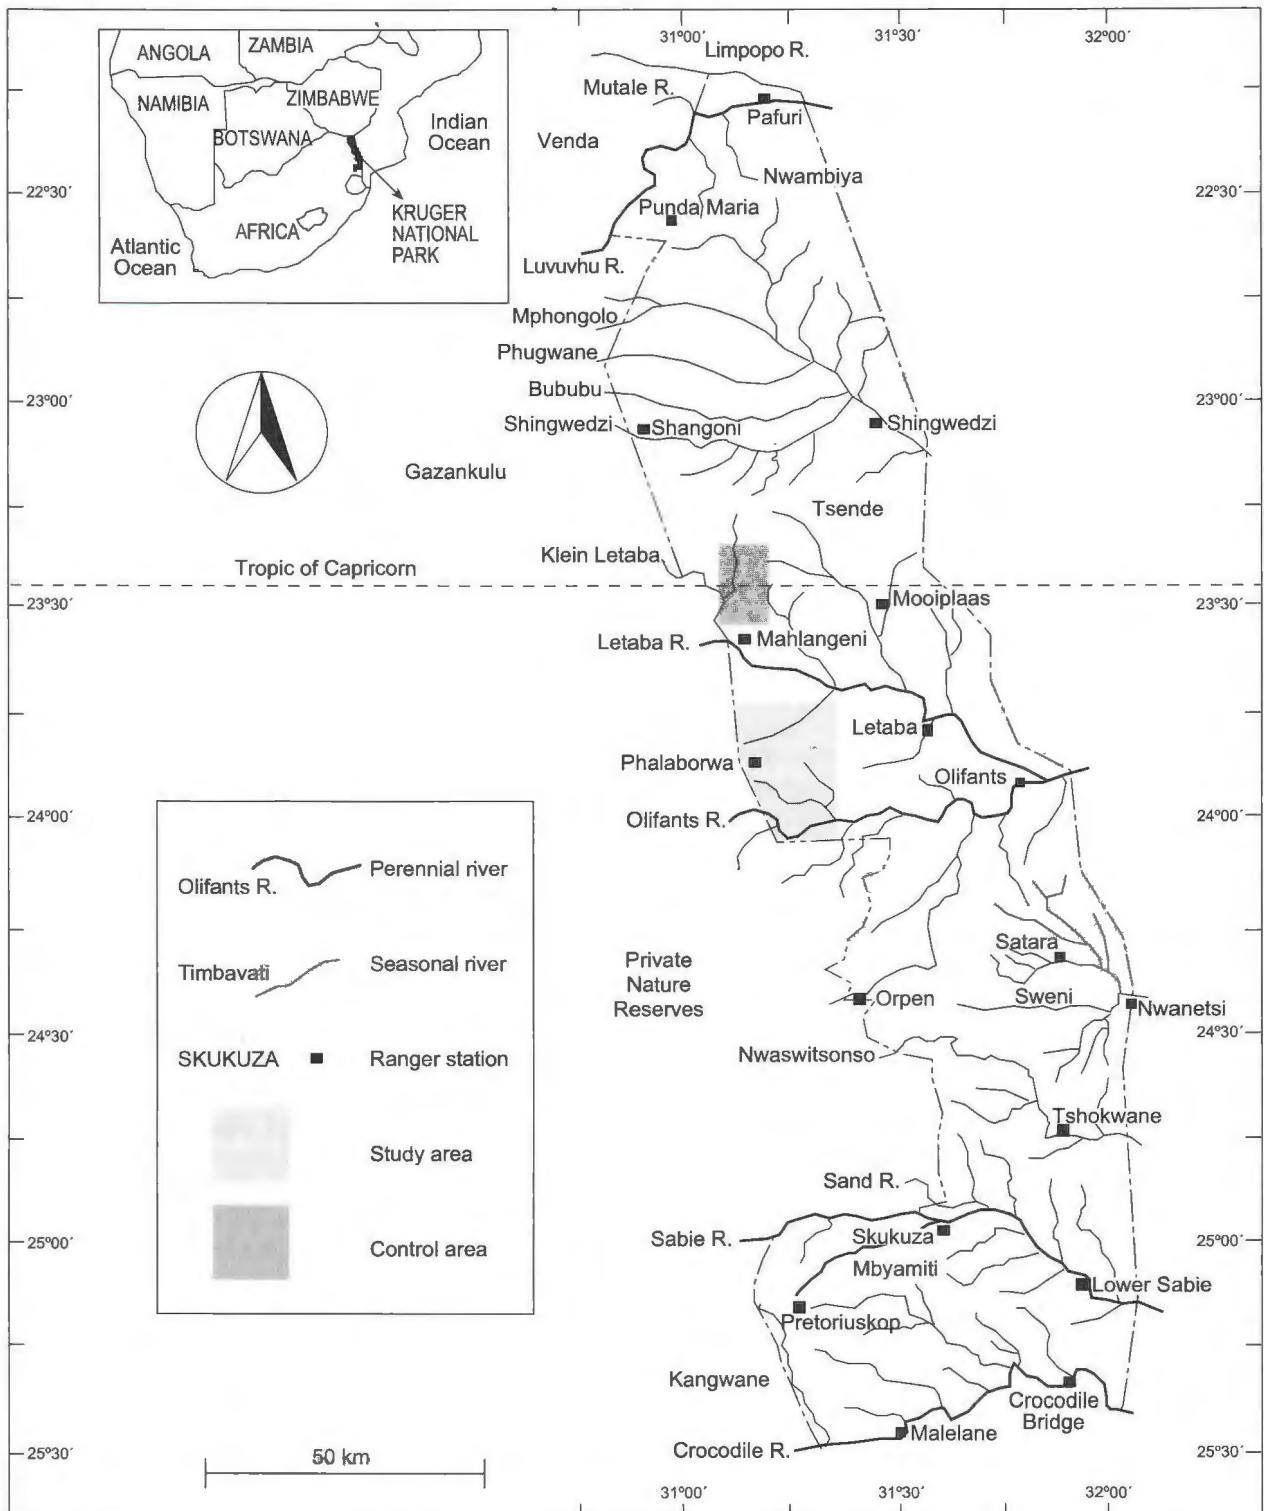 31°00´
31°30´
32°00´
ANGOLA
ZAMBIA
NAMIBIA
ZIMBABWE
BOTSWANA
Indian
Ocean
AFRICA
KRUGER
NATIONAL
PARK
Atlantic
Ocean
Limpopo R.
Mutale R.
Pafuri
Venda
Nwambiya
22°30´
22°30´
Punda Maria
Luvuvhu R.
Mphongolo
Phugwane
Bububu
23°00´
23°00´
Shingwedzi
Shangoni
Shingwedzi
Gazankulu
Tsende
Klein Letaba
Tropic of Capricorn
23°30´
23°30´
Mooiplaas
Letaba R.
Mahlangeni
Letaba
Phalaborwa
Olifants
24°00´
24°00´
Olifants R.
Olifants R.
Perennial river
Timbavati
Seasonal river
SKUKUZA
Ranger station
Study area
Control area
Satara
Private
Nature
Reserves
Orpen
Sweni
Nwanetsi
24°30´
24°30´
Nwaswitsonso
Tshokwane
Sand R.
Sabie R.
Skukuza
25°00´
25°00´
Mbyamiti
Lower Sabie
Pretoriuskop
Kangwane
Crocodile
Bridge
Malelane
Crocodile R.
25°30´
25°30´
50 km
31°00´
31°30´
32°00´